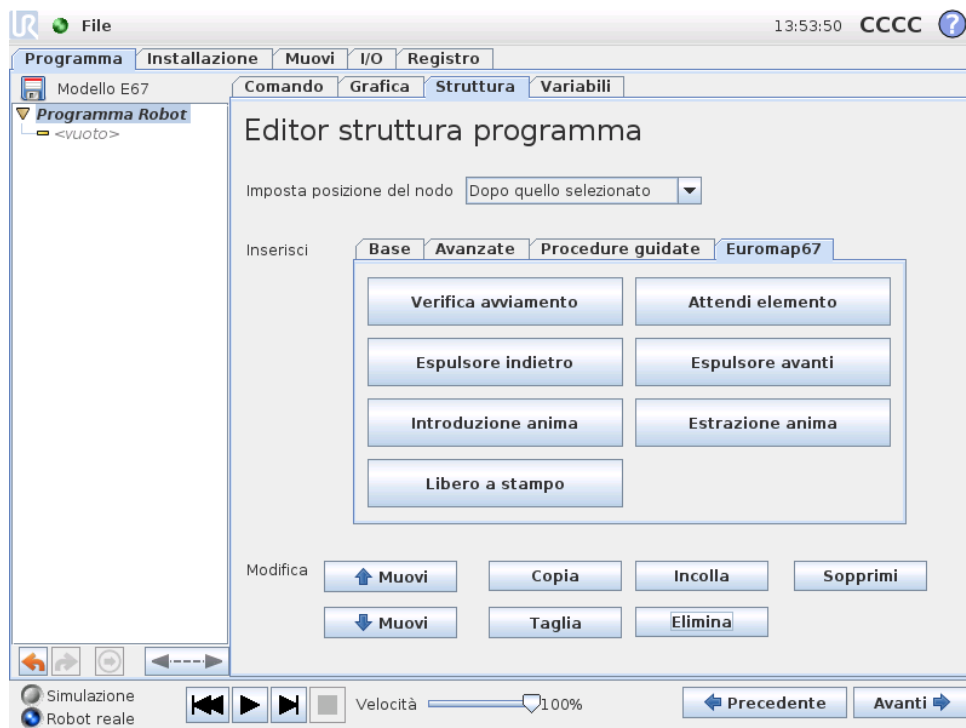 UR File 13:53:50 CCCC ?
Programma Installazione Muovi I/O Registro
Modello E67 Comando Grafica Struttura Variabili
Programma Robot
<vuoto>
Editor struttura programma
Imposta posizione del nodo Dopo quello selezionato
Inserisci Base Avanzate Procedure guidate Euromap67
Verifica avviamento Attendi elemento
Espulsore indietro Espulsore avanti
Introduzione anima Estrazione anima
Libero a stampo
Modifica Muovi Copia Incolla Sopprimi
Muovi Taglia Elimina
Simulazione
Robot reale
Velocità 100% Precedente Avanti